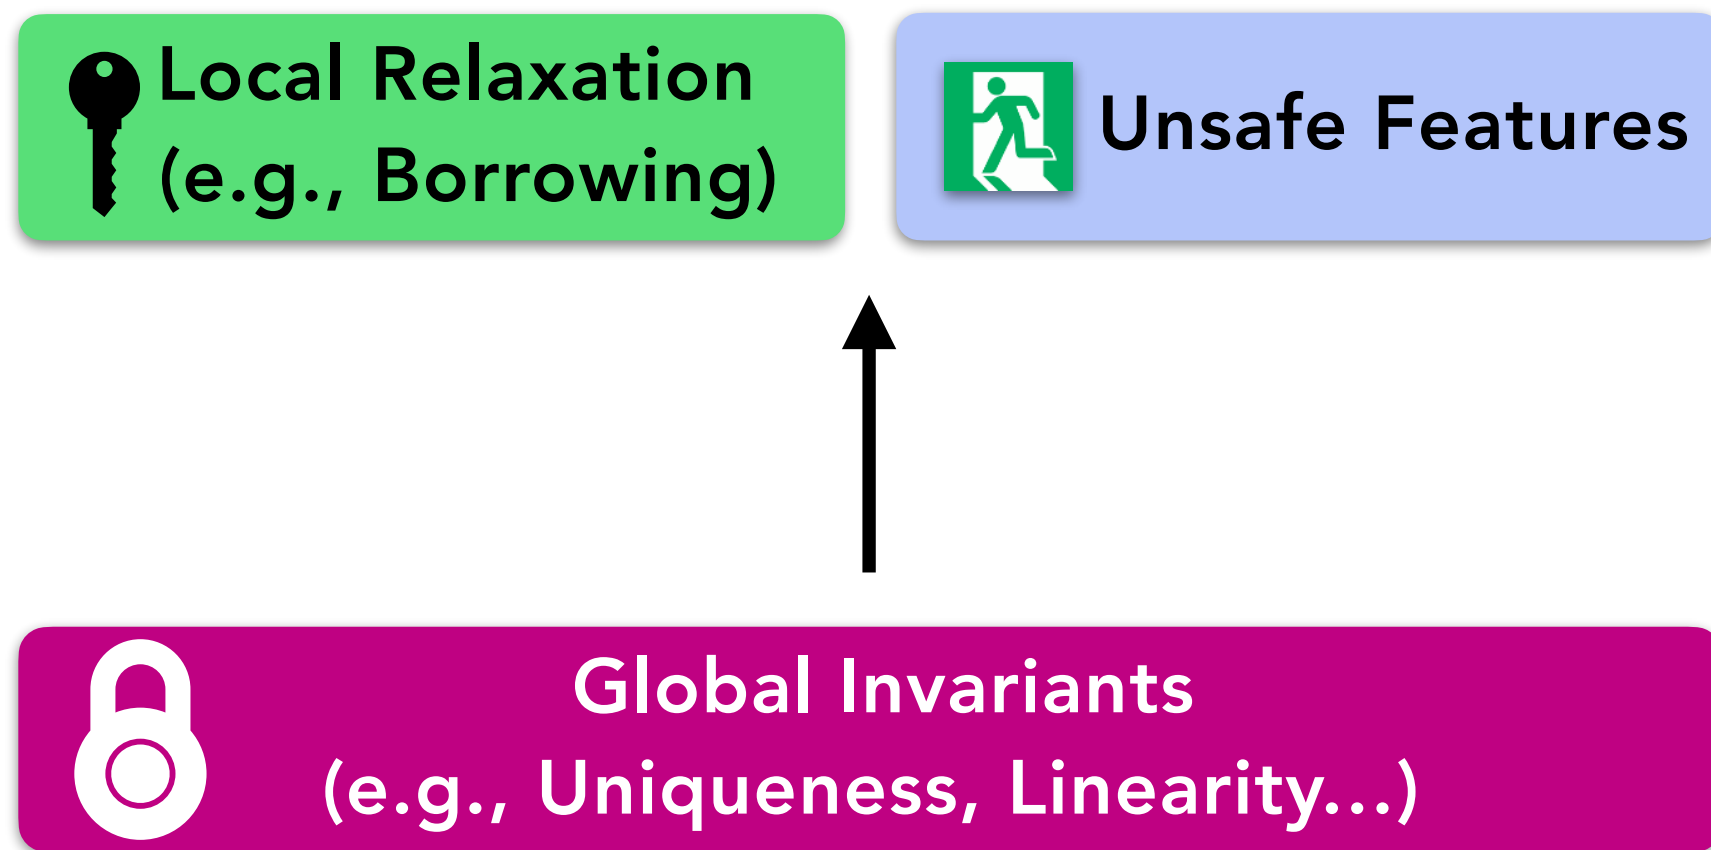 Local Relaxation
(e.g., Borrowing)
Unsafe Features
Global Invariants
(e.g., Uniqueness, Linearity...)